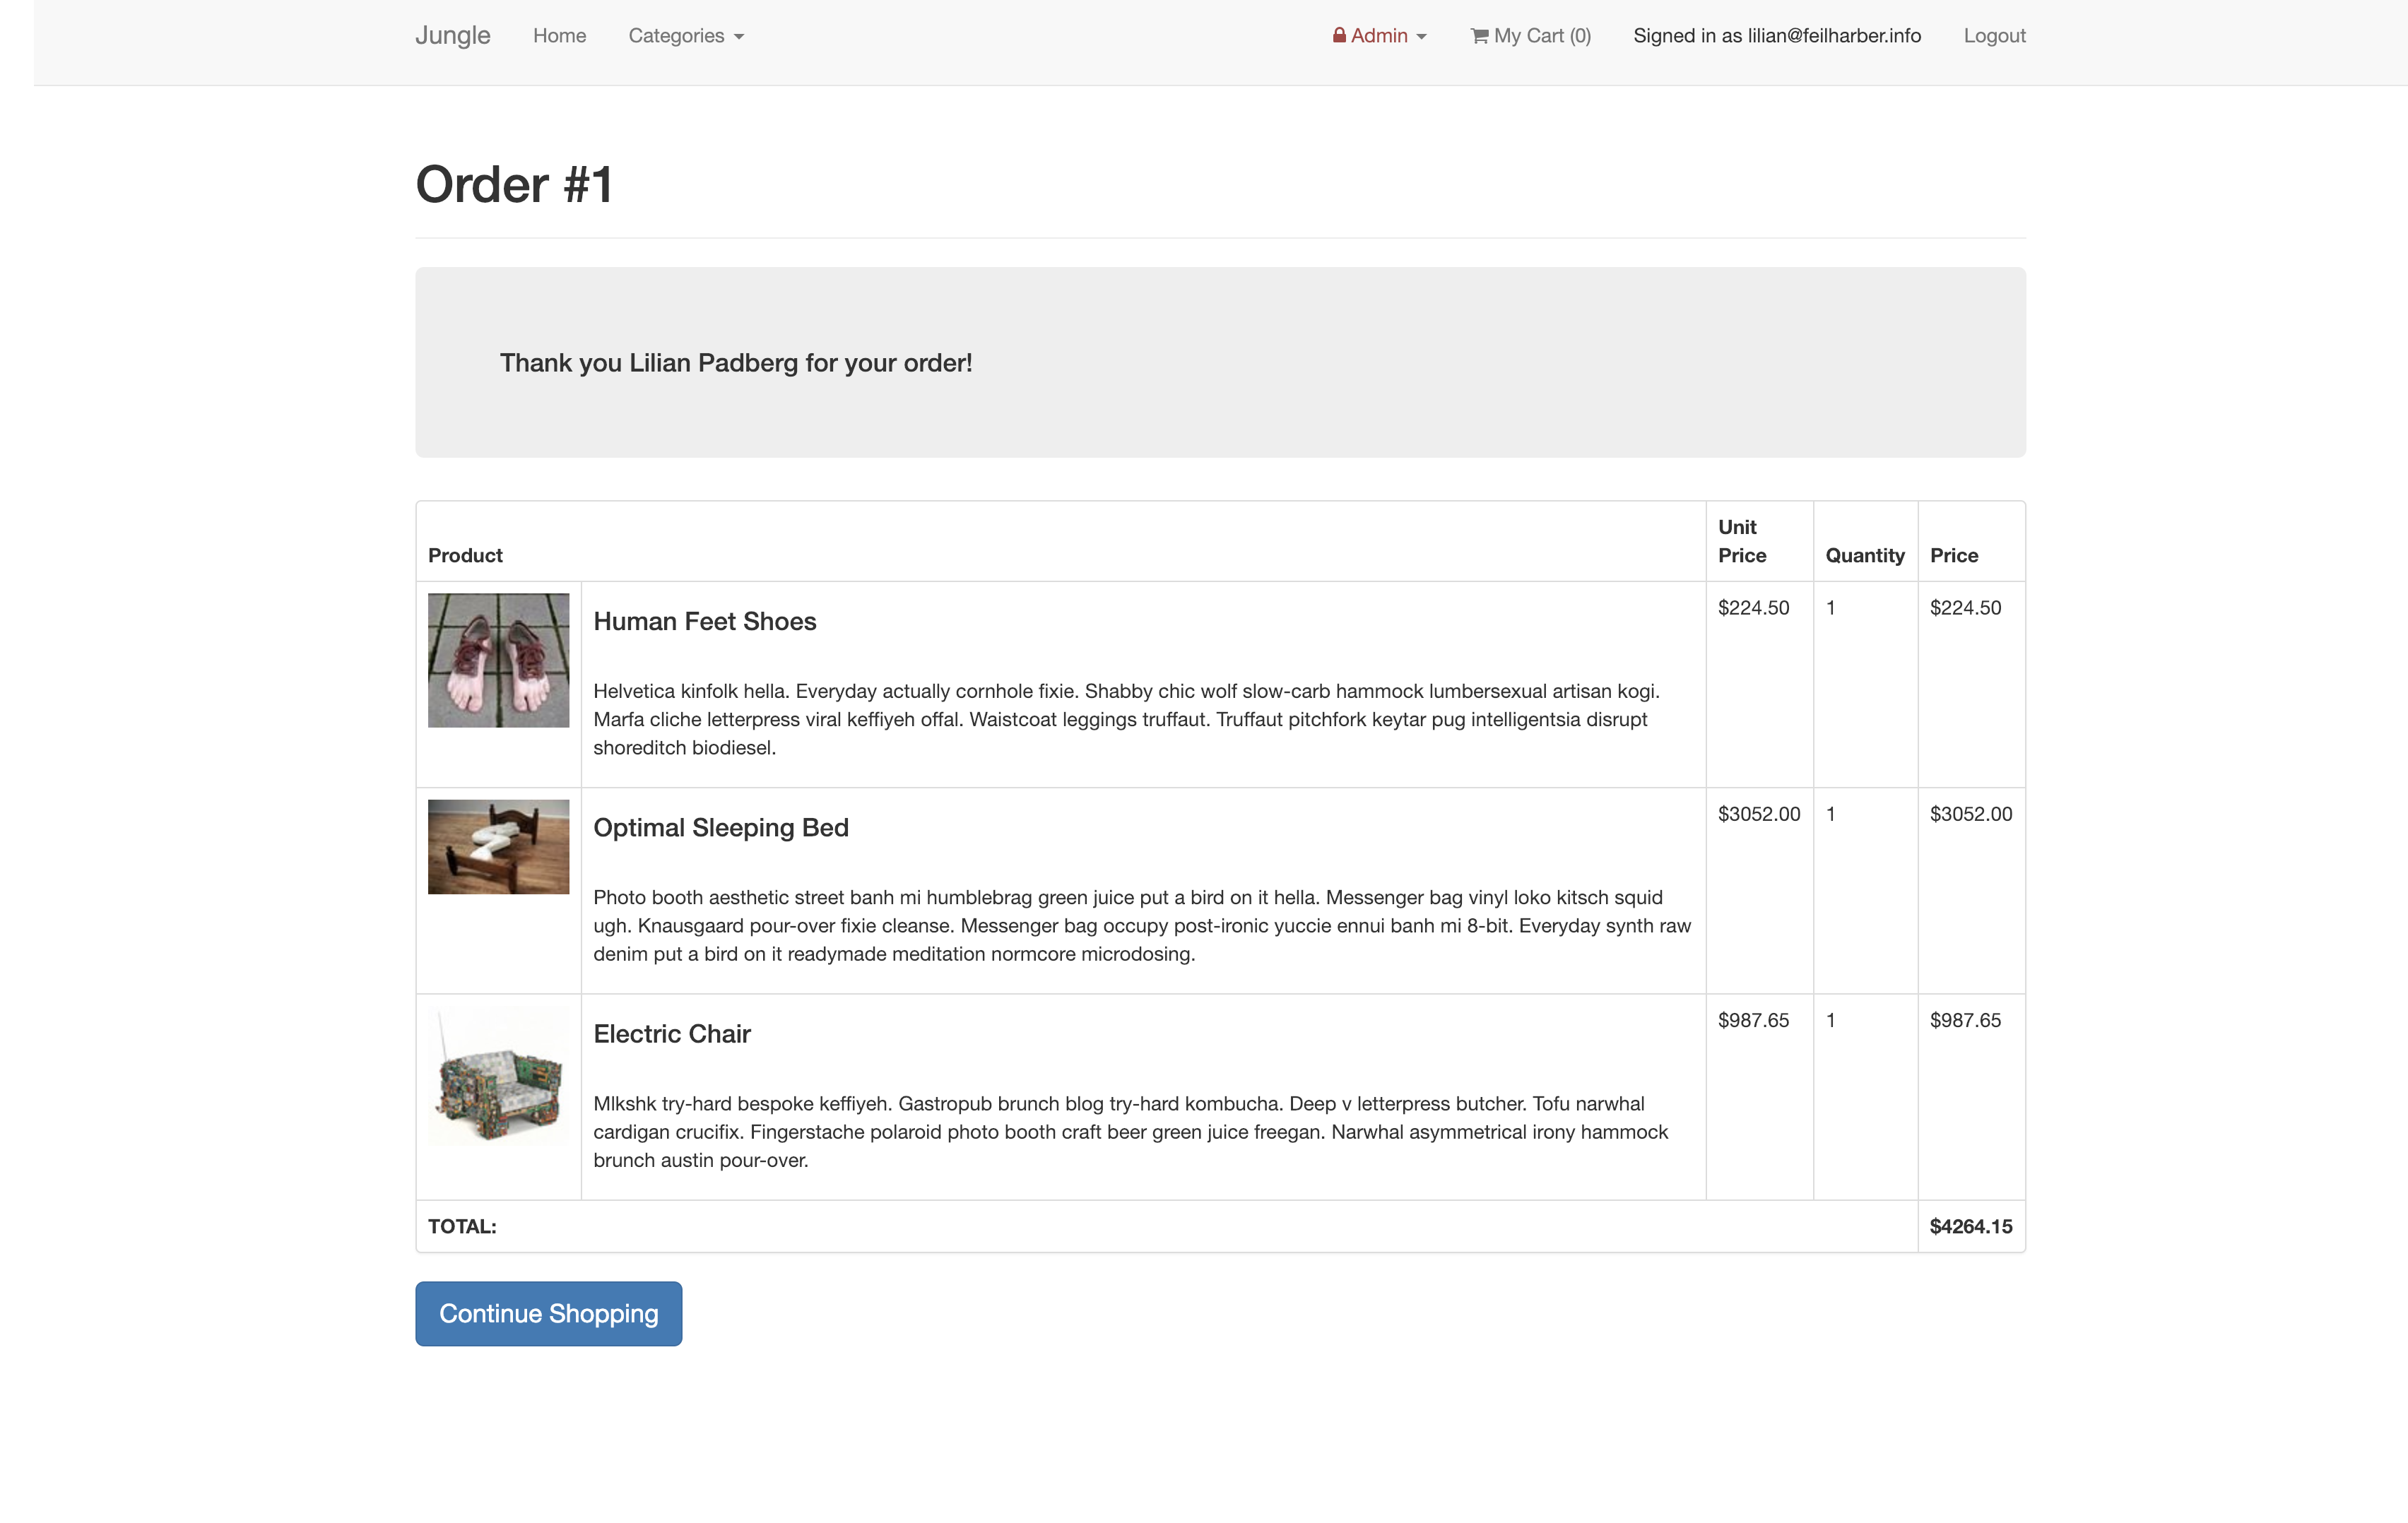 Jungle Home Categories Admin My Cart (0) Signed in as lilian@feilharber.info Logout
Order #1
Thank you Lilian Padberg for your order!
Product Unit Price Quantity Price
Human Feet Shoes $224.50 1 $224.50
Helvetica kinfolk hella. Everyday actually cornhole fixie. Shabby chic wolf slow-carb hammock lumbersexual artisan kogi.
Marfa cliche letterpress viral keffiyeh offal. Waistcoat leggings truffaut. Truffaut pitchfork keytar pug intelligentsia disrupt
shoreditch biodiesel.
Optimal Sleeping Bed $3052.00 1 $3052.00
Photo booth aesthetic street banh mi humblebrag green juice put a bird on it hella. Messenger bag vinyl loko kitsch squid
ugh. Knausgaard pour-over fixie cleanse. Messenger bag occupy post-ironic yuccie ennui banh mi 8-bit. Everyday synth raw
denim put a bird on it readymade meditation normcore microdosing.
Electric Chair $987.65 1 $987.65
Mlkshk try-hard bespoke keffiyeh. Gastropub brunch blog try-hard kombucha. Deep v letterpress butcher. Tofu narwhal
cardigan crucifix. Fingerstache polaroid photo booth craft beer green juice freegan. Narwhal asymmetrical irony hammock
brunch austin pour-over.
TOTAL: $4264.15
Continue Shopping